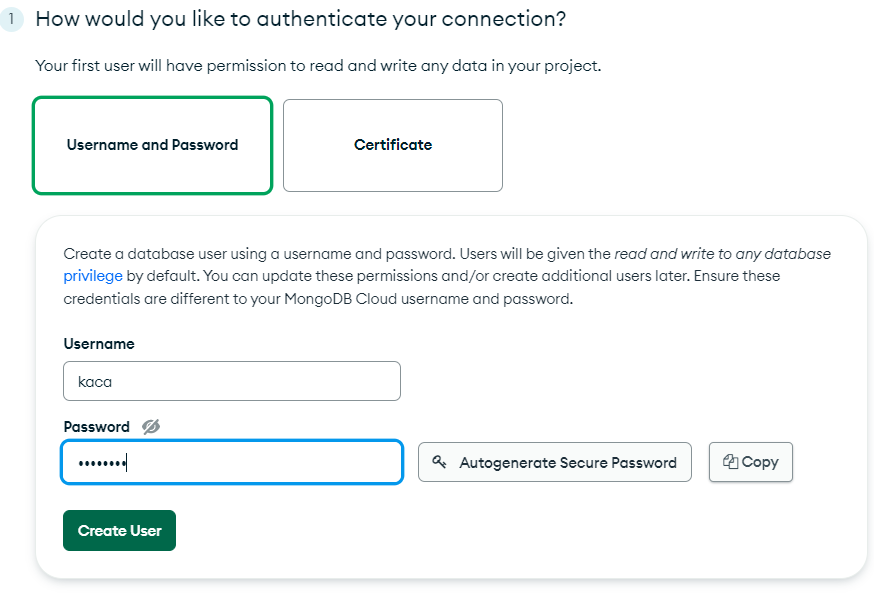 1 How would you like to authenticate your connection?
Your first user will have permission to read and write any data in your project.
Username and Password Certificate
Create a database user using a username and password. Users will be given the read and write to any database
privilege by default. You can update these permissions and/or create additional users later. Ensure these
credentials are different to your MongoDB Cloud username and password.
Username
kaca
Password
••••••••
Autogenerate Secure Password Copy
Create User